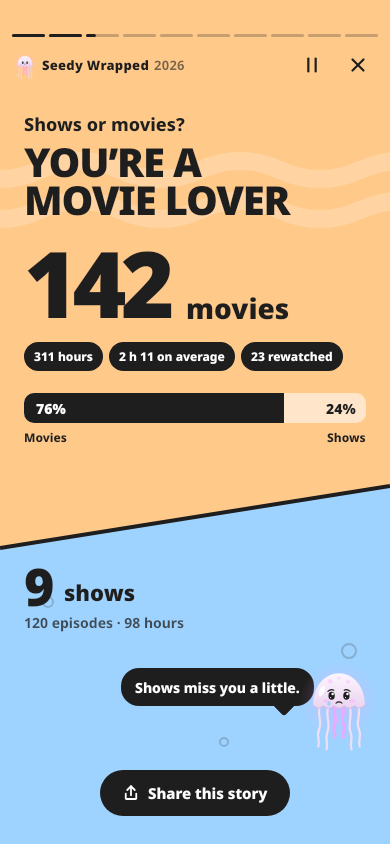 Seedy Wrapped 2026
Shows or movies?
YOU’RE A
MOVIE LOVER
142 movies
311 hours
2 h 11 on average
23 rewatched
76%
24%
Movies
Shows
9 shows
120 episodes · 98 hours
Shows miss you a little.
Share this story